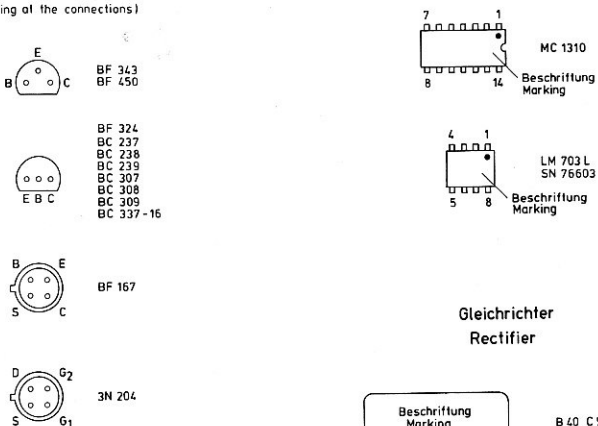 ing at the connections)
E
B
C
BF 343
BF 450
E B C
BF 324
BC 237
BC 238
BC 239
BC 307
BC 308
BC 309
BC 337-16
B
E
S
C
BF 167
D
G2
S
G1
3N 204
7
1
8
14
MC 1310
Beschriftung
Marking
4
1
5
8
LM 703 L
SN 76603
Beschriftung
Marking
Gleichrichter
Rectifier
Beschriftung
Marking
B 40 C